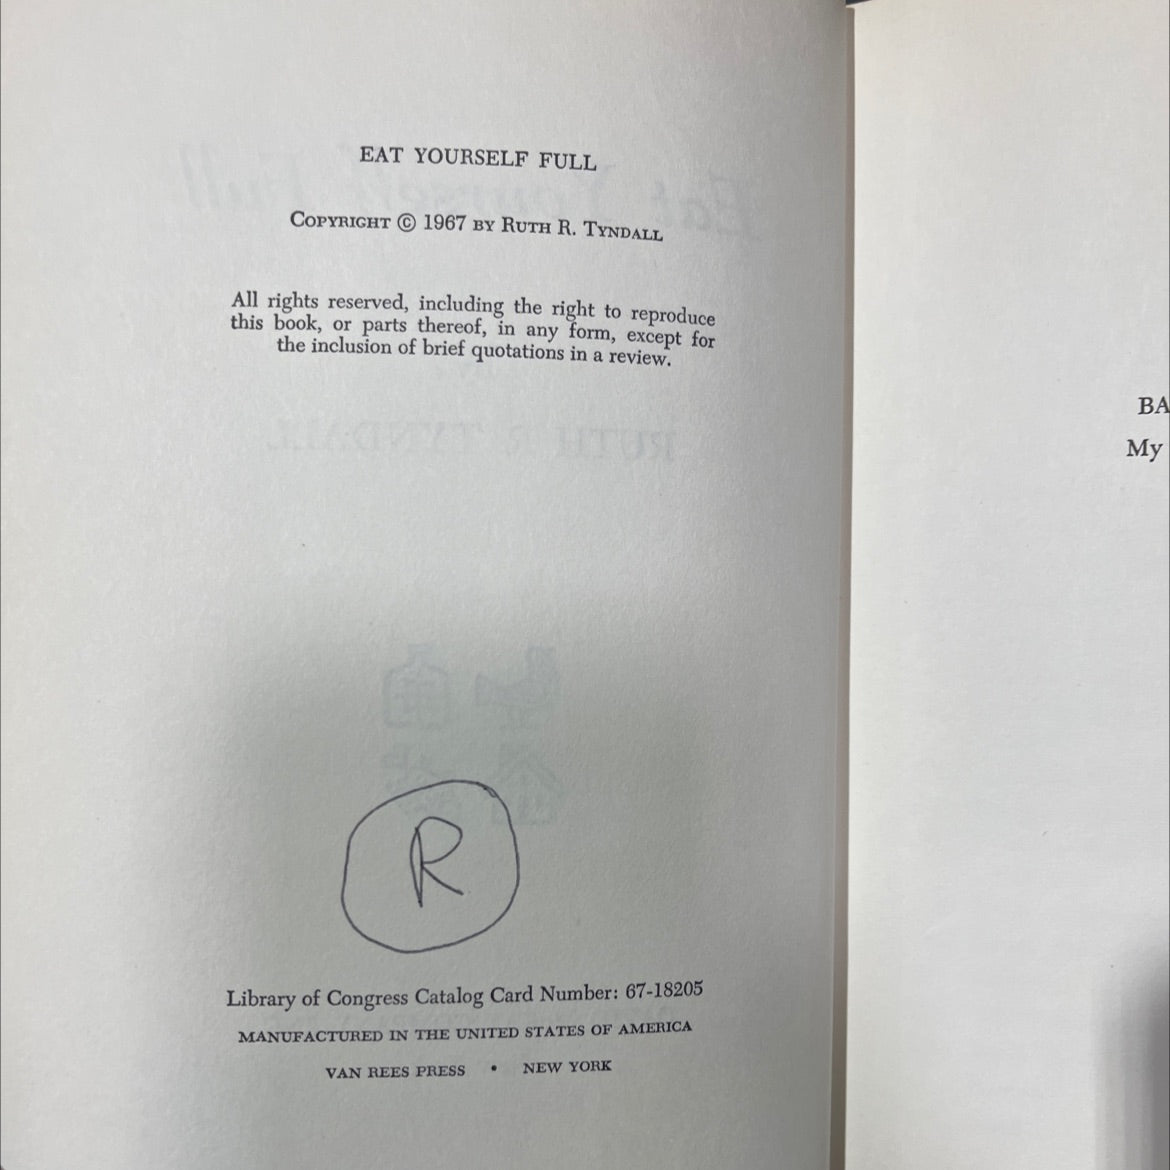 EAT YOURSELF FULL
COPYRIGHT © 1967 BY RUTH R. TYNDALL
All rights reserved, including the right to reproduce
this book, or parts thereof, in any form, except for
the inclusion of brief quotations in a review.
R
Library of Congress Catalog Card Number: 67-18205
MANUFACTURED IN THE UNITED STATES OF AMERICA
VAN REES PRESS • NEW YORK
BA
My